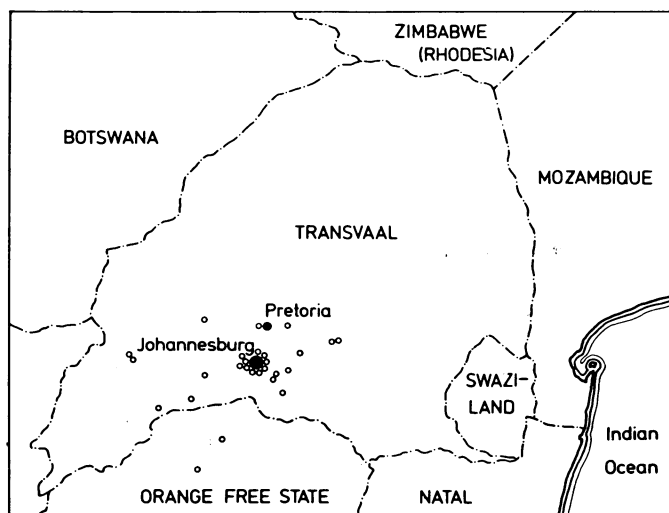 ZIMBABWE
(RHODESIA)
BOTSWANA
MOZAMBIQUE
TRANSVAAL
Pretoria
Johannesburg
SWAZI-
LAND
Indian
Ocean
ORANGE FREE STATE
NATAL